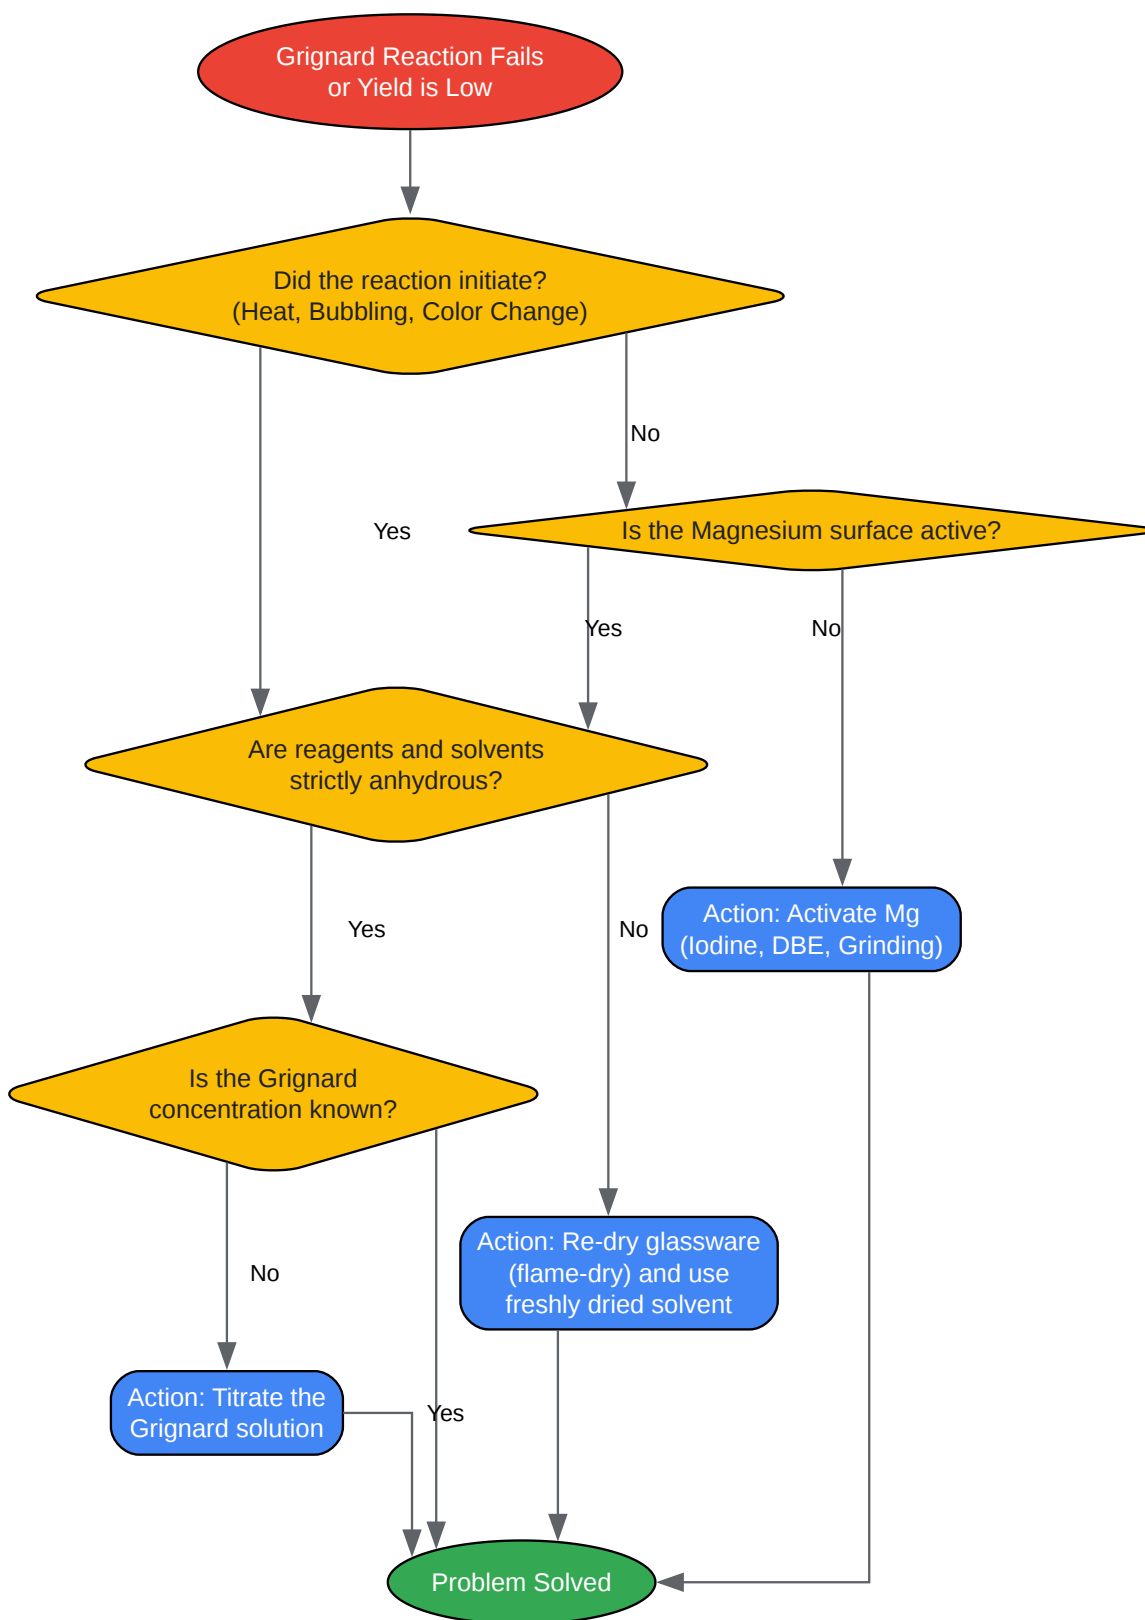 Grignard Reaction Fails
or Yield is Low
Did the reaction initiate?
(Heat, Bubbling, Color Change)
No
Yes
Is the Magnesium surface active?
Yes
No
Are reagents and solvents
strictly anhydrous?
Action: Activate Mg
(Iodine, DBE, Grinding)
Yes
No
Is the Grignard
concentration known?
Action: Re-dry glassware
(flame-dry) and use
freshly dried solvent
No
Action: Titrate the
Grignard solution
Yes
Problem Solved